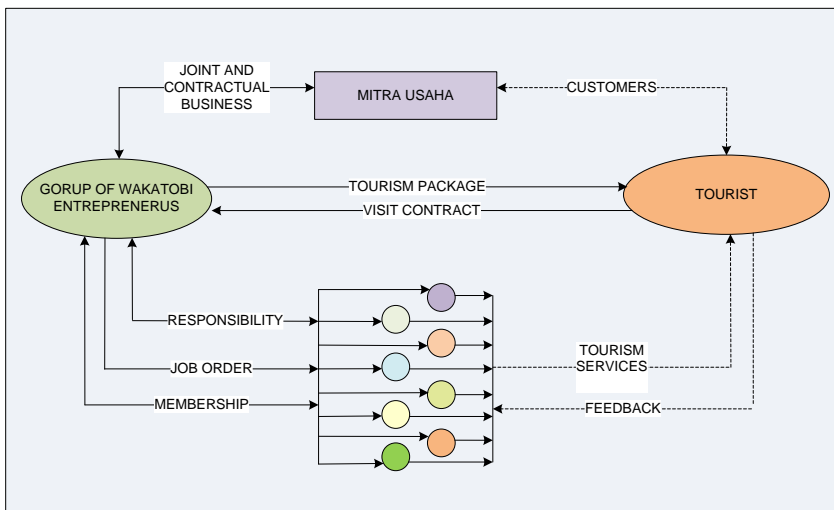 JOINT AND
CONTRACTUAL
BUSINESS
MITRA USAHA
CUSTOMERS
GORUP OF WAKATOBI
ENTREPRENERUS
TOURISM PACKAGE
VISIT CONTRACT
TOURIST
RESPONSIBILITY
JOB ORDER
MEMBERSHIP
TOURISM
SERVICES
FEEDBACK